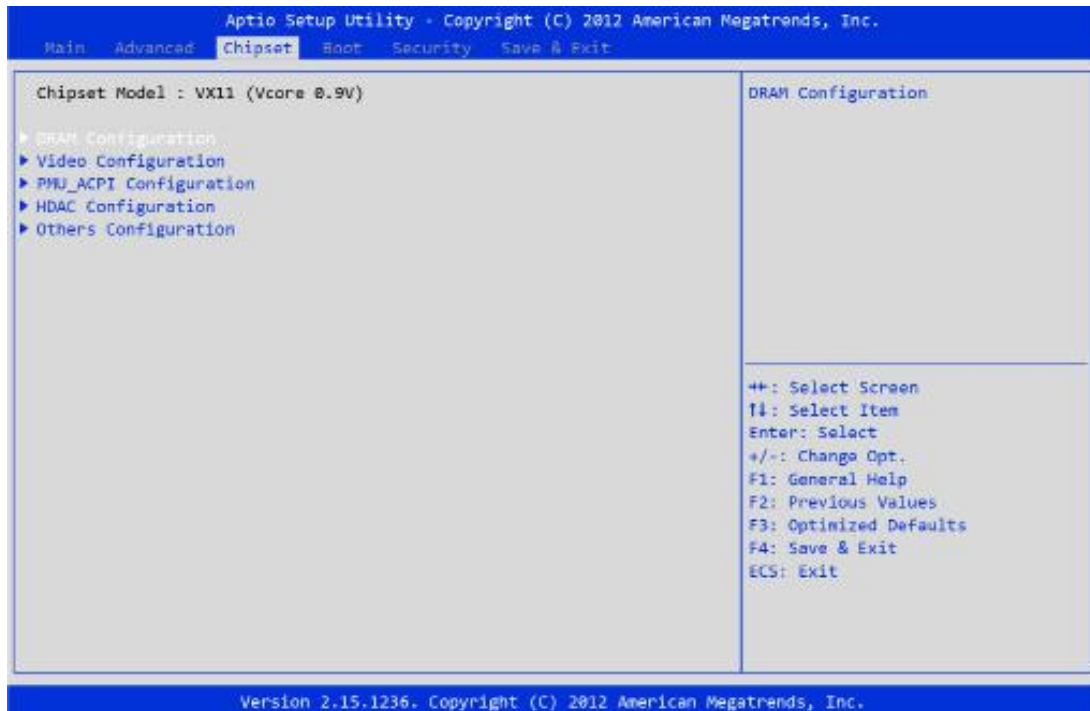 Aptio Setup Utility - Copyright (C) 2012 American Megatrends, Inc.
Main Advanced Chipset Boot Security Save & Exit
Chipset Model : VX11 (Vcore 0.9V)
DRAM Configuration
Video Configuration
PMU_ACPI Configuration
HDAC Configuration
Others Configuration
DRAM Configuration
→←: Select Screen
↑↓: Select Item
Enter: Select
+/-: Change Opt.
F1: General Help
F2: Previous Values
F3: Optimized Defaults
F4: Save & Exit
ECS: Exit
Version 2.15.1236. Copyright (C) 2012 American Megatrends, Inc.